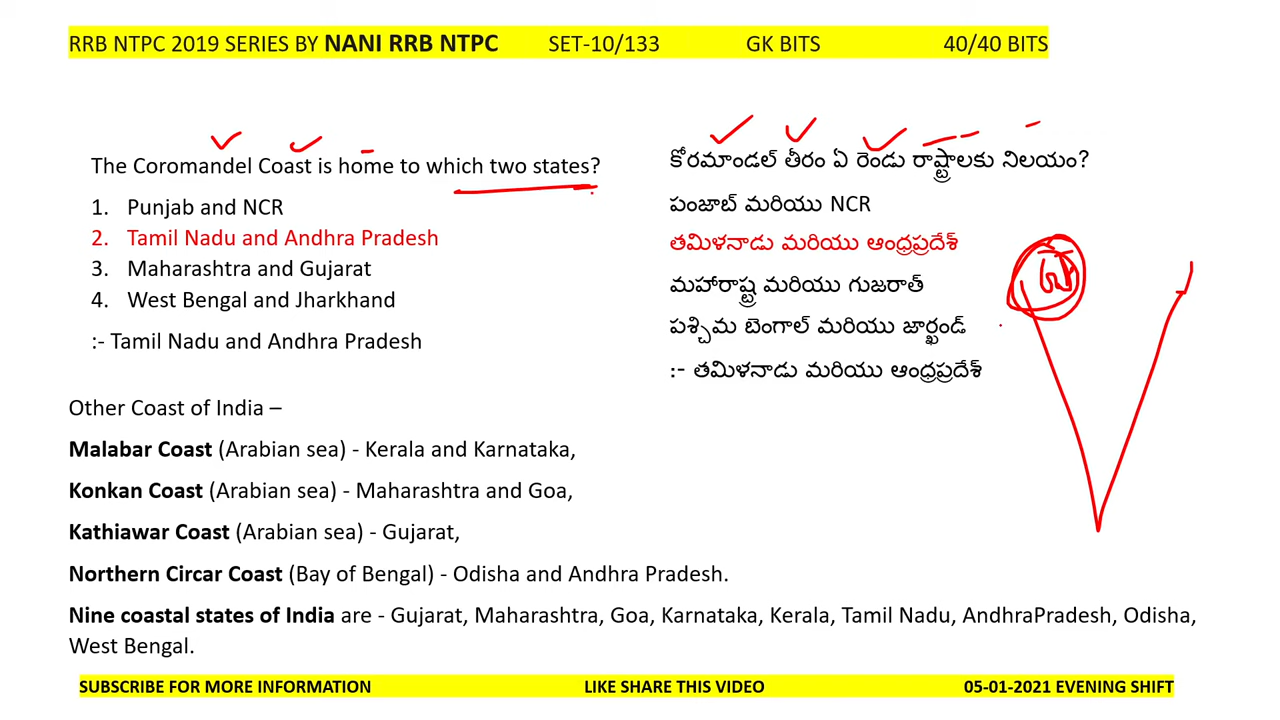 RRB NTPC 2019 SERIES BY NANI RRB NTPC SET-10/133 GK BITS 40/40 BITS
The Coromandel Coast is home to which two states?
1. Punjab and NCR
2. Tamil Nadu and Andhra Pradesh
3. Maharashtra and Gujarat
4. West Bengal and Jharkhand
:- Tamil Nadu and Andhra Pradesh
కోరమాండల్ తీరం ఏ రెండు రాష్ట్రాలకు నిలయం?
పంజాబ్ మరియు NCR
తమిళనాడు మరియు ఆంధ్రప్రదేశ్
మహారాష్ట్ర మరియు గుజరాత్
పశ్చిమ బెంగాల్ మరియు జార్ఖండ్
:- తమిళనాడు మరియు ఆంధ్రప్రదేశ్
Other Coast of India –
Malabar Coast (Arabian sea) - Kerala and Karnataka,
Konkan Coast (Arabian sea) - Maharashtra and Goa,
Kathiawar Coast (Arabian sea) - Gujarat,
Northern Circar Coast (Bay of Bengal) - Odisha and Andhra Pradesh.
Nine coastal states of India are - Gujarat, Maharashtra, Goa, Karnataka, Kerala, Tamil Nadu, AndhraPradesh, Odisha,
West Bengal.
SUBSCRIBE FOR MORE INFORMATION LIKE SHARE THIS VIDEO 05-01-2021 EVENING SHIFT